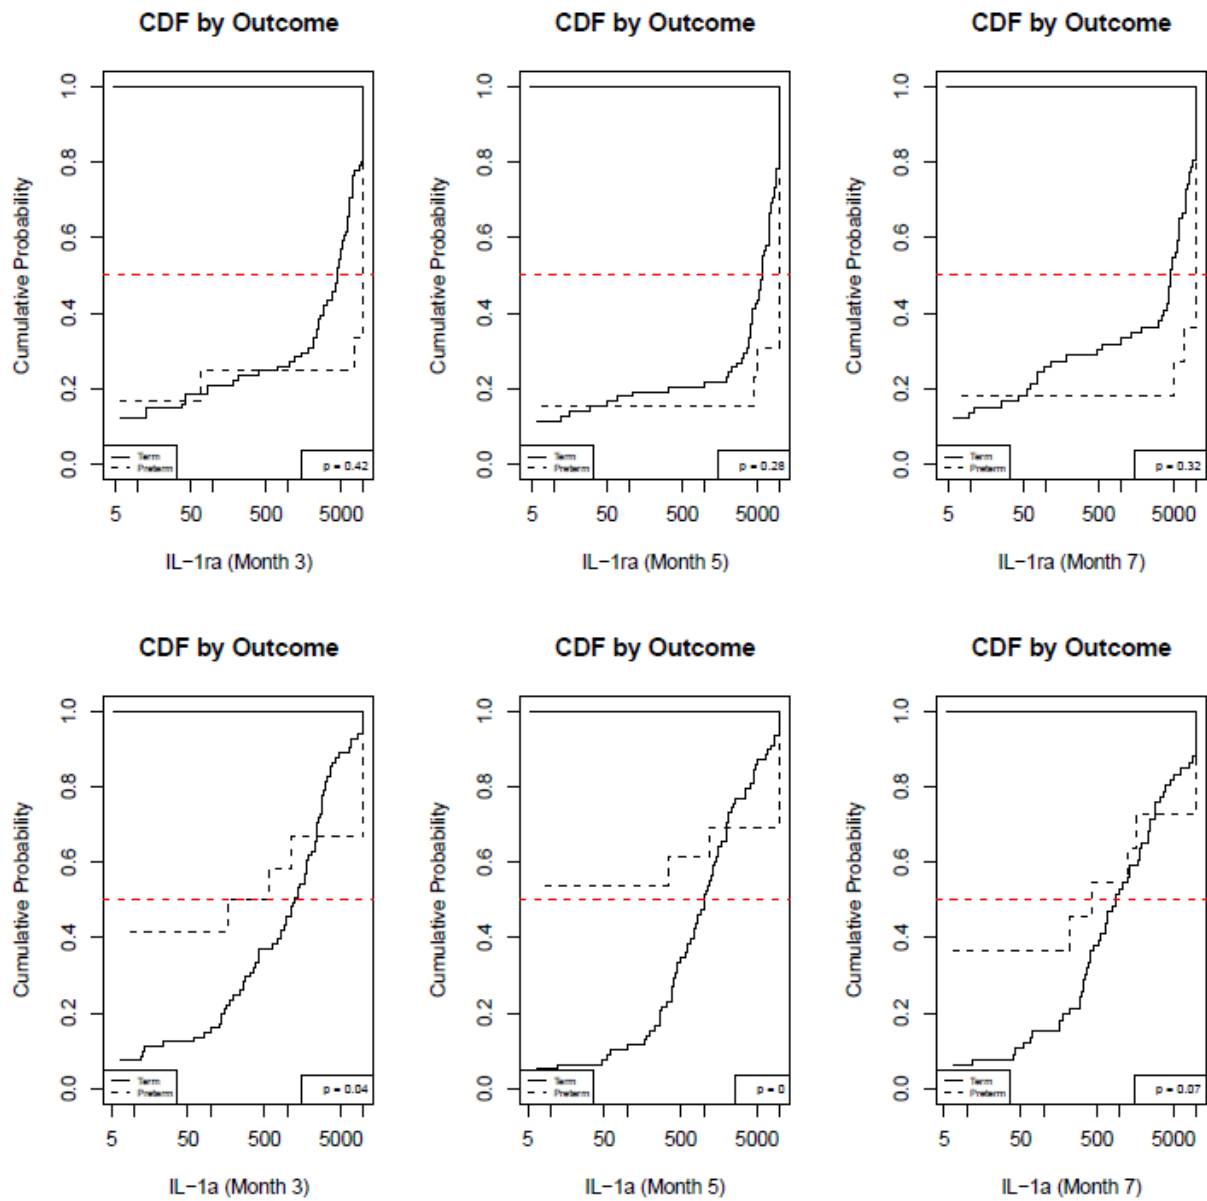 CDF by Outcome
Cumulative Probability
1.0
0.8
0.6
0.4
0.2
0.0
Term
Preterm
p = 0.42
5 50 500 5000
IL−1ra (Month 3)
CDF by Outcome
Cumulative Probability
1.0
0.8
0.6
0.4
0.2
0.0
Term
Preterm
p = 0.28
5 50 500 5000
IL−1ra (Month 5)
CDF by Outcome
Cumulative Probability
1.0
0.8
0.6
0.4
0.2
0.0
Term
Preterm
p = 0.32
5 50 500 5000
IL−1ra (Month 7)
CDF by Outcome
Cumulative Probability
1.0
0.8
0.6
0.4
0.2
0.0
Term
Preterm
p = 0.04
5 50 500 5000
IL−1a (Month 3)
CDF by Outcome
Cumulative Probability
1.0
0.8
0.6
0.4
0.2
0.0
Term
Preterm
p = 0
5 50 500 5000
IL−1a (Month 5)
CDF by Outcome
Cumulative Probability
1.0
0.8
0.6
0.4
0.2
0.0
Term
Preterm
p = 0.07
5 50 500 5000
IL−1a (Month 7)